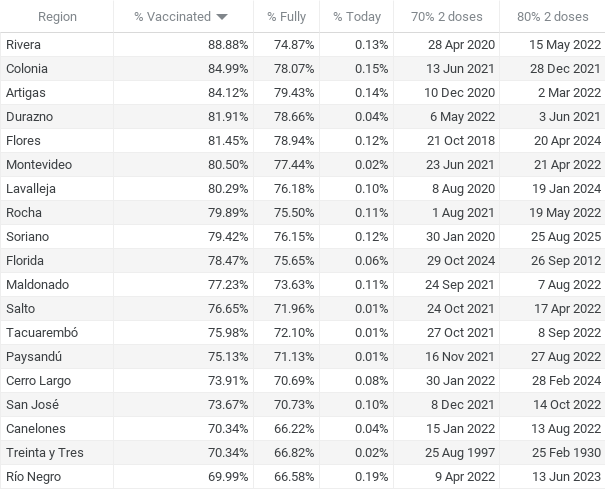 Region % Vaccinated % Fully % Today 70% 2 doses 80% 2 doses
Rivera 88.88% 74.87% 0.13% 28 Apr 2020 15 May 2022
Colonia 84.99% 78.07% 0.15% 13 Jun 2021 28 Dec 2021
Artigas 84.12% 79.43% 0.14% 10 Dec 2020 2 Mar 2022
Durazno 81.91% 78.66% 0.04% 6 May 2022 3 Jun 2021
Flores 81.45% 78.94% 0.12% 21 Oct 2018 20 Apr 2024
Montevideo 80.50% 77.44% 0.02% 23 Jun 2021 21 Apr 2022
Lavalleja 80.29% 76.18% 0.10% 8 Aug 2020 19 Jan 2024
Rocha 79.89% 75.50% 0.11% 1 Aug 2021 19 May 2022
Soriano 79.42% 76.15% 0.12% 30 Jan 2020 25 Aug 2025
Florida 78.47% 75.65% 0.06% 29 Oct 2024 26 Sep 2012
Maldonado 77.23% 73.63% 0.11% 24 Sep 2021 7 Aug 2022
Salto 76.65% 71.96% 0.01% 24 Oct 2021 17 Apr 2022
Tacuarembó 75.98% 72.10% 0.01% 27 Oct 2021 8 Sep 2022
Paysandú 75.13% 71.13% 0.01% 16 Nov 2021 27 Aug 2022
Cerro Largo 73.91% 70.69% 0.08% 30 Jan 2022 28 Feb 2024
San José 73.67% 70.73% 0.10% 8 Dec 2021 14 Oct 2022
Canelones 70.34% 66.22% 0.04% 15 Jan 2022 13 Aug 2022
Treinta y Tres 70.34% 66.82% 0.02% 25 Aug 1997 25 Feb 1930
Río Negro 69.99% 66.58% 0.19% 9 Apr 2022 13 Jun 2023